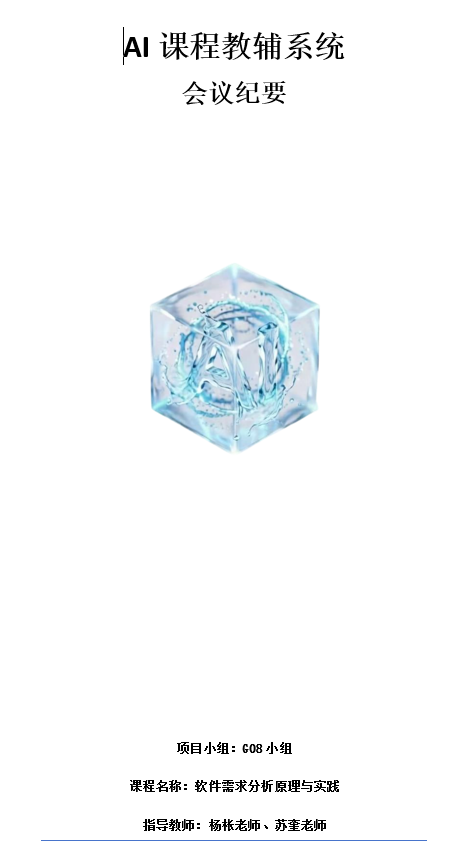 AI 课程教辅系统
会议纪要
AI
项目小组：G08 小组
课程名称：软件需求分析原理与实践
指导教师：杨枨老师、苏奎老师